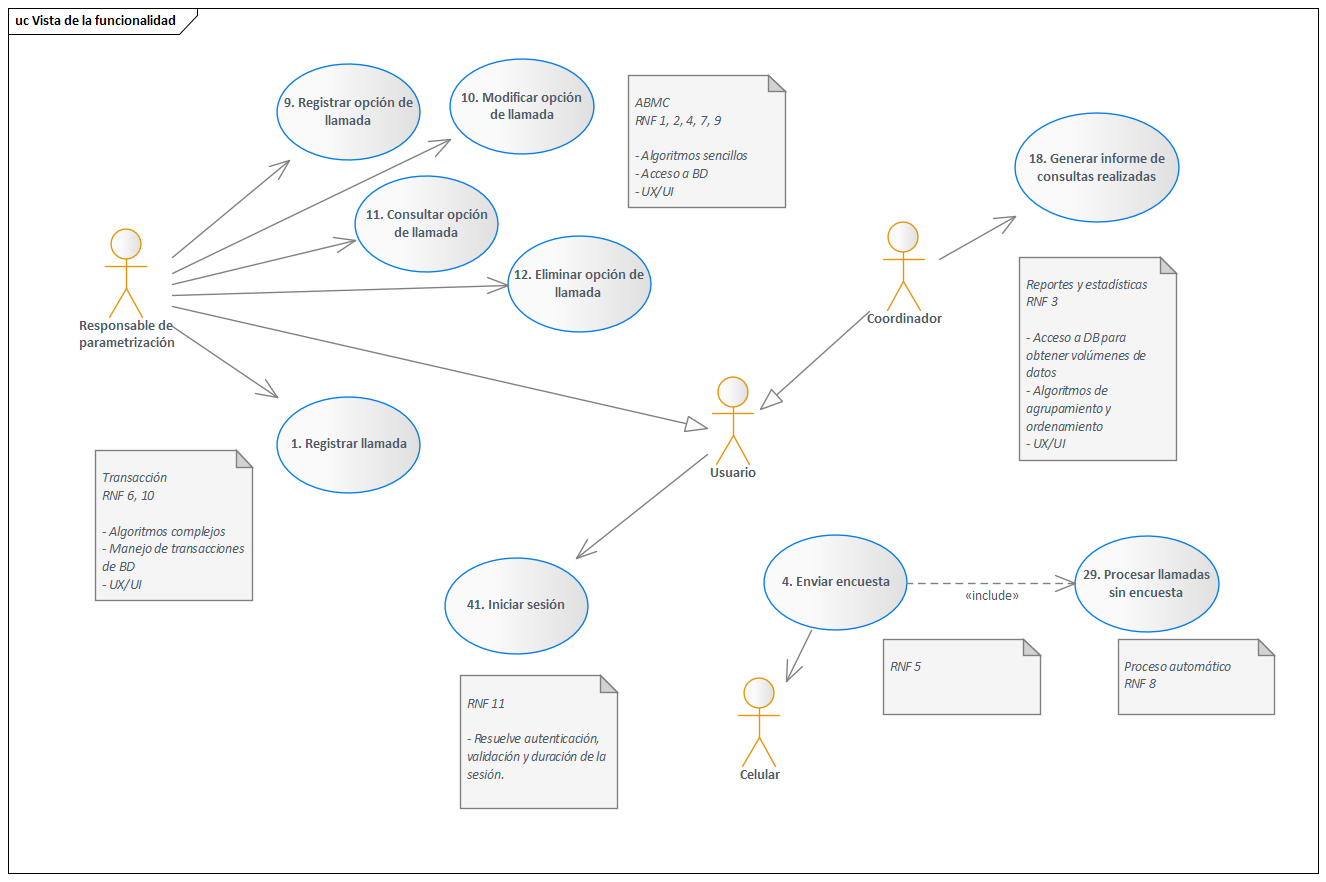 uc Vista de la funcionalidad
9. Registrar opción de
llamada
10. Modificar opción
de llamada
ABMC
RNF 1, 2, 4, 7, 9
- Algoritmos sencillos
- Acceso a BD
- UX/UI
11. Consultar opción
de llamada
12. Eliminar opción de
llamada
18. Generar informe de
consultas realizadas
Responsable de
parametrización
Coordinador
Reportes y estadísticas
RNF 3
- Acceso a DB para
obtener volúmenes de
datos
- Algoritmos de
agrupamiento y
ordenamiento
- UX/UI
1. Registrar llamada
Usuario
Transacción
RNF 6, 10
- Algoritmos complejos
- Manejo de transacciones
de BD
- UX/UI
41. Iniciar sesión
4. Enviar encuesta
«include»
29. Procesar llamadas
sin encuesta
RNF 11
- Resuelve autenticación,
validación y duración de la
sesión.
RNF 5
Proceso automático
RNF 8
Celular